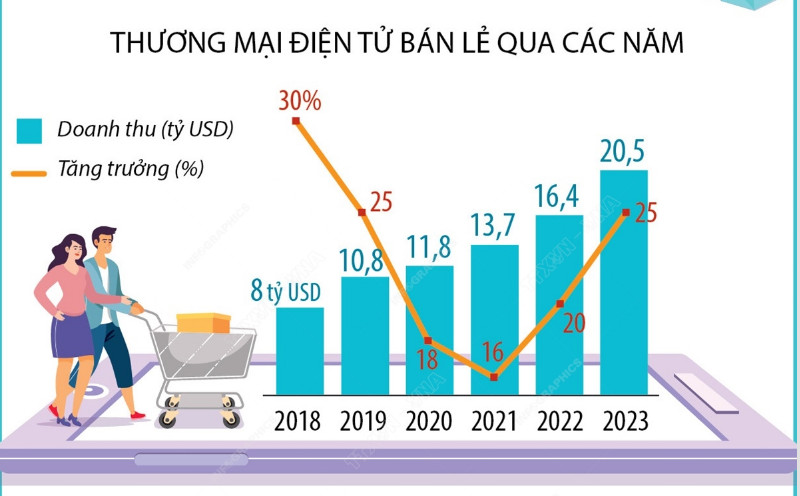 THƯƠNG MẠI ĐIỆN TỬ BÁN LẺ QUA CÁC NĂM
Doanh thu (tỷ USD)
Tăng trưởng (%)
30%
25
18
16
20
25
8 tỷ USD
10,8
11,8
13,7
16,4
20,5
2018 2019 2020 2021 2022 2023